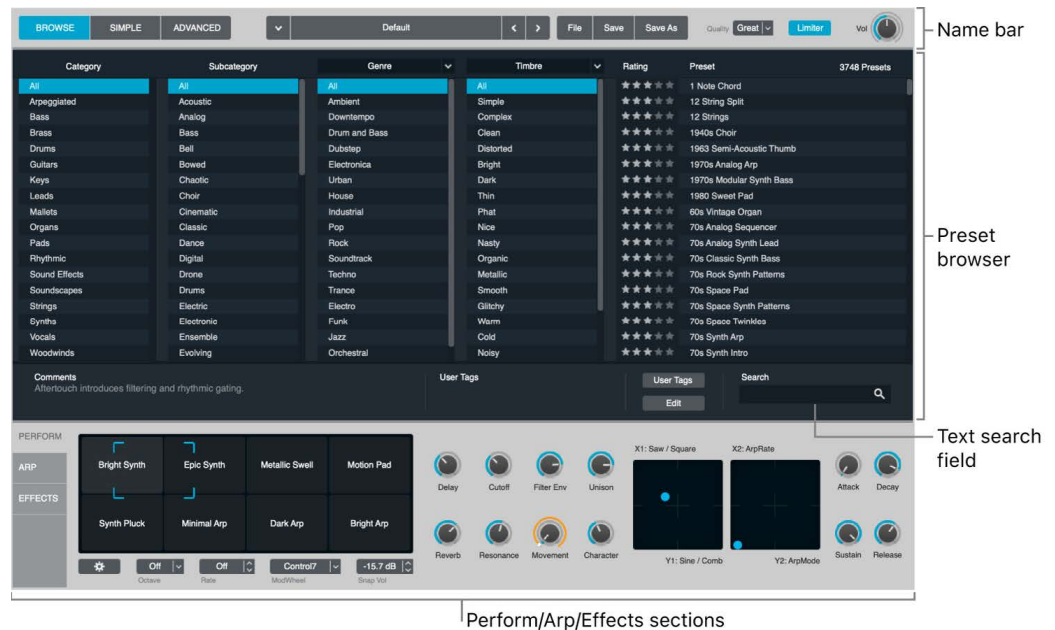 BROWSE SIMPLE ADVANCED Default File Save Save As Quality Great Limiter Vol
Name bar
Category Subcategory Genre Timbre Rating Preset 3748 Presets
All All All All 1 Note Chord
Arpeggiated Acoustic Ambient Simple 12 String Split
Bass Analog Downtempo Complex 12 Strings
Brass Bass Drum and Bass Clean 1940s Choir
Drums Bell Dubstep Distorted 1963 Semi-Acoustic Thumb
Guitars Bowed Electronica Bright 1970s Analog Arp
Keys Chaotic Urban Dark 1970s Modular Synth Bass
Leads Choir House Thin 1980 Sweet Pad
Mallets Cinematic Industrial Phat 60s Vintage Organ
Organs Classic Pop Nice 70s Analog Sequencer
Pads Dance Rock Nasty 70s Analog Synth Lead
Rhythmic Digital Soundtrack Organic 70s Classic Synth Bass
Sound Effects Drone Techno Metallic 70s Rock Synth Patterns
Soundscapes Drums Trance Smooth 70s Space Pad
Strings Electric Electro Glitchy 70s Space Synth Patterns
Synths Electronic Funk Warm 70s Space Twinkles
Vocals Ensemble Jazz Cold 70s Synth Arp
Woodwinds Evolving Orchestral Noisy 70s Synth Intro
Preset
browser
Comments User Tags User Tags Search
Aftertouch introduces filtering and rhythmic gating.
Edit
Text search
field
PERFORM
ARP
EFFECTS
Bright Synth Epic Synth Metallic Swell Motion Pad
Synth Pluck Minimal Arp Dark Arp Bright Arp
Off Off Control7 -15.7 dB
Octave Rate ModWheel Snap Vol
Delay Cutoff Filter Env Unison
Reverb Resonance Movement Character
X1: Saw / Square X2: ArpRate
Y1: Sine / Comb Y2: ArpMode
Attack Decay
Sustain Release
Perform/Arp/Effects sections